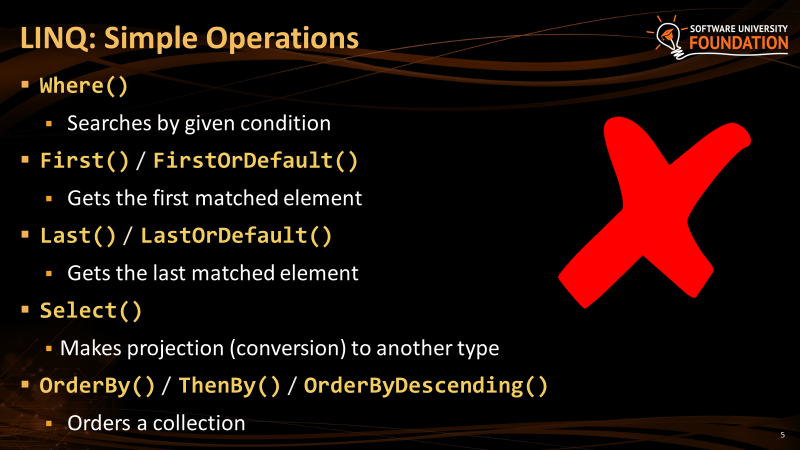 LINQ: Simple Operations
SOFTWARE UNIVERSITY
FOUNDATION
▪ Where()
▪ Searches by given condition
▪ First() / FirstOrDefault()
▪ Gets the first matched element
▪ Last() / LastOrDefault()
▪ Gets the last matched element
▪ Select()
▪ Makes projection (conversion) to another type
▪ OrderBy() / ThenBy() / OrderByDescending()
▪ Orders a collection
5